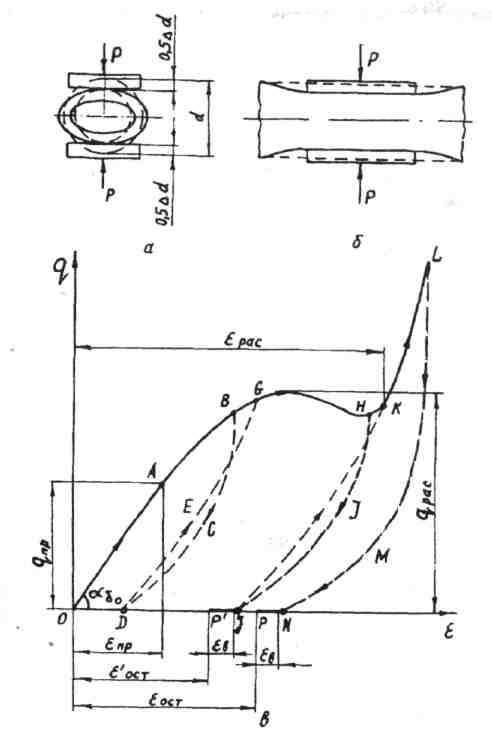 P
0,5Δd
d
P
0,5Δd
a
P
P
б
q
L
ε рас
B
G
H
K
A
E
C
J
q рас
M
q пр
α δ₀
O
D
P'
P
N
ε
ε пр
ε в
ε в
ε' ост
ε ост
в